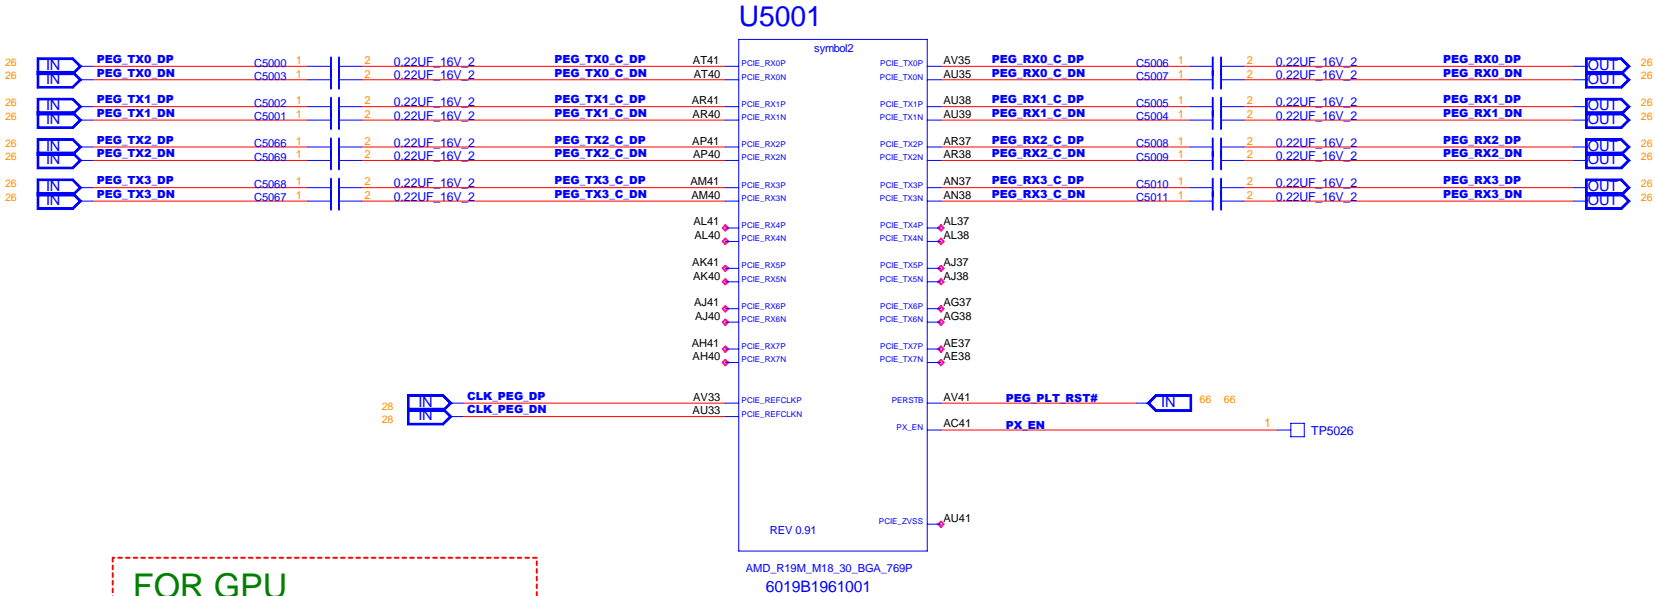 U5001
symbol2
26 IN PEG_TX0_DP C5000 1 2 0.22UF_16V_2 PEG_TX0_C_DP AT41 PCIE_RX0P PCIE_TX0P AV35 PEG_RX0_C_DP C5006 1 2 0.22UF_16V_2 PEG_RX0_DP OUT 26
26 IN PEG_TX0_DN C5003 1 2 0.22UF_16V_2 PEG_TX0_C_DN AT40 PCIE_RX0N PCIE_TX0N AU35 PEG_RX0_C_DN C5007 1 2 0.22UF_16V_2 PEG_RX0_DN OUT 26
26 IN PEG_TX1_DP C5002 1 2 0.22UF_16V_2 PEG_TX1_C_DP AR41 PCIE_RX1P PCIE_TX1P AU38 PEG_RX1_C_DP C5005 1 2 0.22UF_16V_2 PEG_RX1_DP OUT 26
26 IN PEG_TX1_DN C5001 1 2 0.22UF_16V_2 PEG_TX1_C_DN AR40 PCIE_RX1N PCIE_TX1N AU39 PEG_RX1_C_DN C5004 1 2 0.22UF_16V_2 PEG_RX1_DN OUT 26
26 IN PEG_TX2_DP C5066 1 2 0.22UF_16V_2 PEG_TX2_C_DP AP41 PCIE_RX2P PCIE_TX2P AR37 PEG_RX2_C_DP C5008 1 2 0.22UF_16V_2 PEG_RX2_DP OUT 26
26 IN PEG_TX2_DN C5069 1 2 0.22UF_16V_2 PEG_TX2_C_DN AP40 PCIE_RX2N PCIE_TX2N AR38 PEG_RX2_C_DN C5009 1 2 0.22UF_16V_2 PEG_RX2_DN OUT 26
26 IN PEG_TX3_DP C5068 1 2 0.22UF_16V_2 PEG_TX3_C_DP AM41 PCIE_RX3P PCIE_TX3P AN37 PEG_RX3_C_DP C5010 1 2 0.22UF_16V_2 PEG_RX3_DP OUT 26
26 IN PEG_TX3_DN C5067 1 2 0.22UF_16V_2 PEG_TX3_C_DN AM40 PCIE_RX3N PCIE_TX3N AN38 PEG_RX3_C_DN C5011 1 2 0.22UF_16V_2 PEG_RX3_DN OUT 26
AL41 PCIE_RX4P PCIE_TX4P AL37
AL40 PCIE_RX4N PCIE_TX4N AL38
AK41 PCIE_RX5P PCIE_TX5P AJ37
AK40 PCIE_RX5N PCIE_TX5N AJ38
AJ41 PCIE_RX6P PCIE_TX6P AG37
AJ40 PCIE_RX6N PCIE_TX6N AG38
AH41 PCIE_RX7P PCIE_TX7P AE37
AH40 PCIE_RX7N PCIE_TX7N AE38
28 IN CLK_PEG_DP AV33 PCIE_REFCLKP PERSTB AV41 PEG_PLT_RST# IN 66 66
28 IN CLK_PEG_DN AU33 PCIE_REFCLKN
PX_EN AC41 PX_EN 1 TP5026
PCIE_ZVSS AU41
REV 0.91
AMD_R19M_M18_30_BGA_769P
6019B1961001
FOR GPU